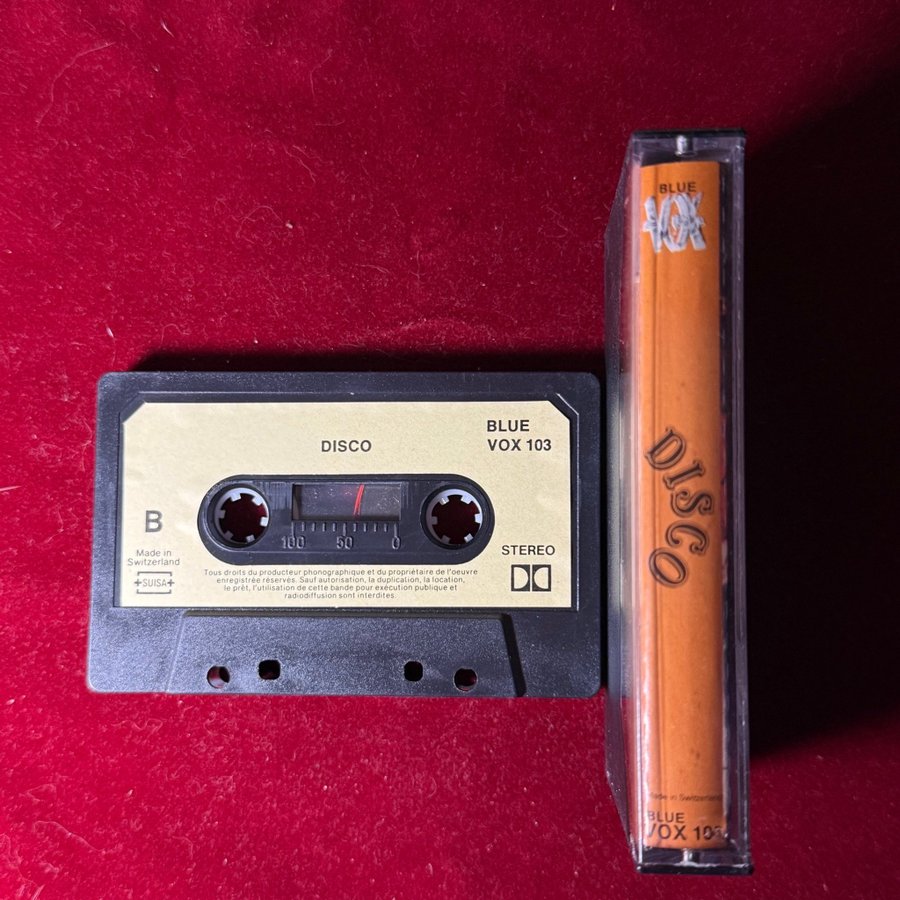 DISCO
BLUE
VOX 103
B
Made in
Switzerland
SUISA
100 50 0
STEREO
Tous droits du producteur phonographique et du propriétaire de l'oeuvre
enregistrée réservés. Sauf autorisation, la duplication, la location,
le prêt, l'utilisation de cette bande pour exécution publique et
radiodiffusion sont interdites
BLUE
VOX
DISCO
Made in Switzerland
BLUE
VOX 103